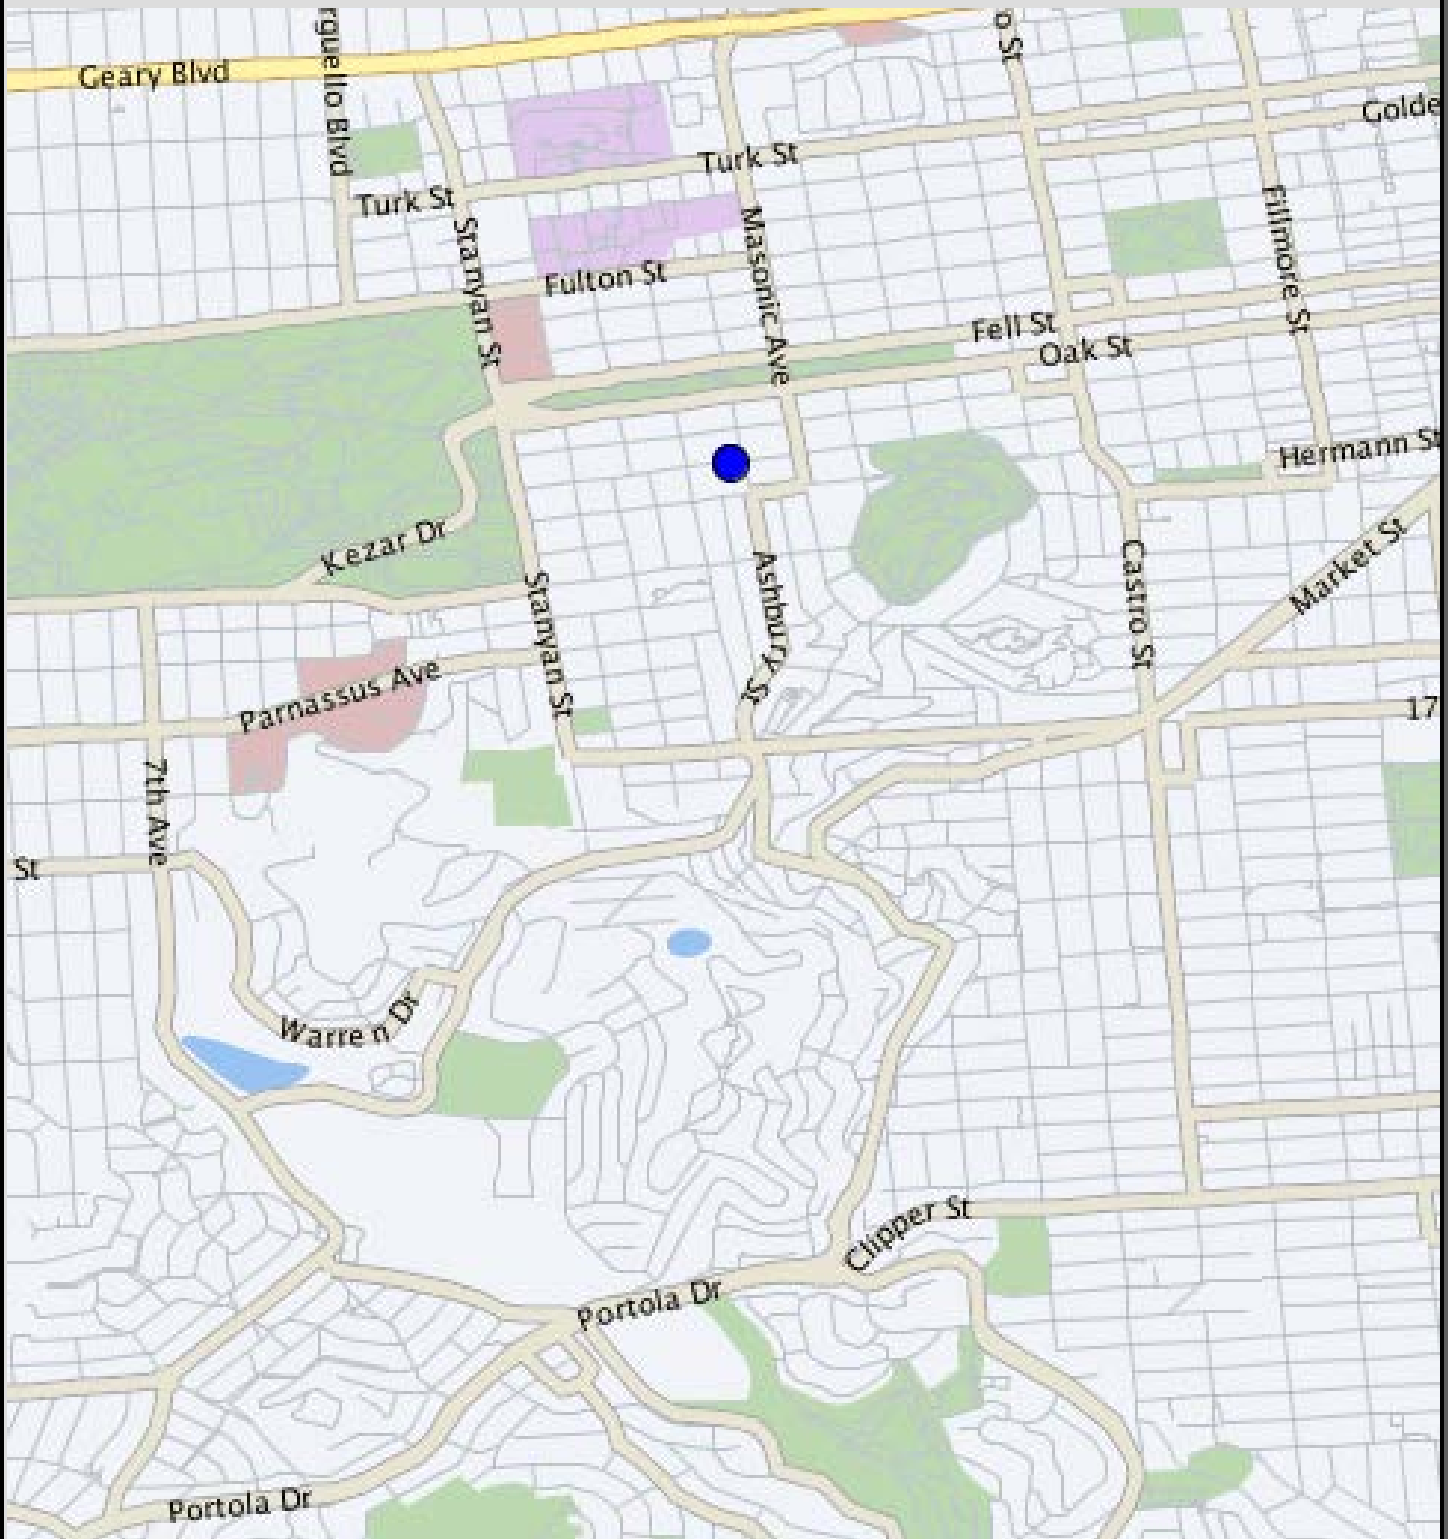 rguello Blvd
o St
Geary Blvd
Golde
Turk St
Turk St
Stanyan St
Masonic Ave
Fillmore St
Fulton St
Fell St
Oak St
Hermann St
Kezar Dr
Market St
Castro St
Ashbury St
Stanyan St
Parnassus Ave
17
7th Ave
St
Warren Dr
Clipper St
Portola Dr
Portola Dr